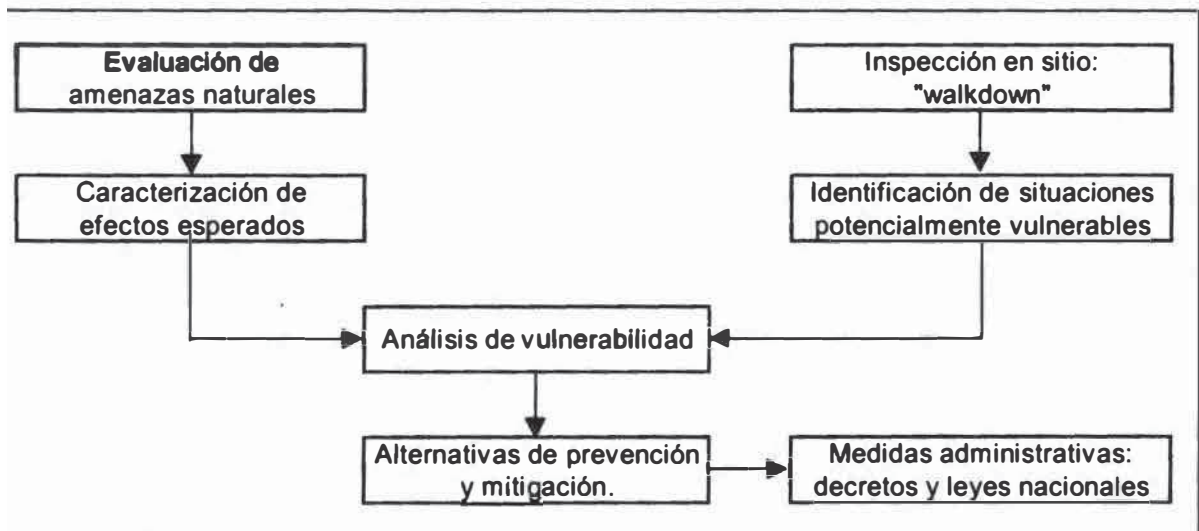 Evaluación de
amenazas naturales
Inspección en sitio:
"walkdown"
Caracterización de
efectos esperados
Identificación de situaciones
potencialmente vulnerables
Análisis de vulnerabilidad
Alternativas de prevención
y mitigación.
Medidas administrativas:
decretos y leyes nacionales